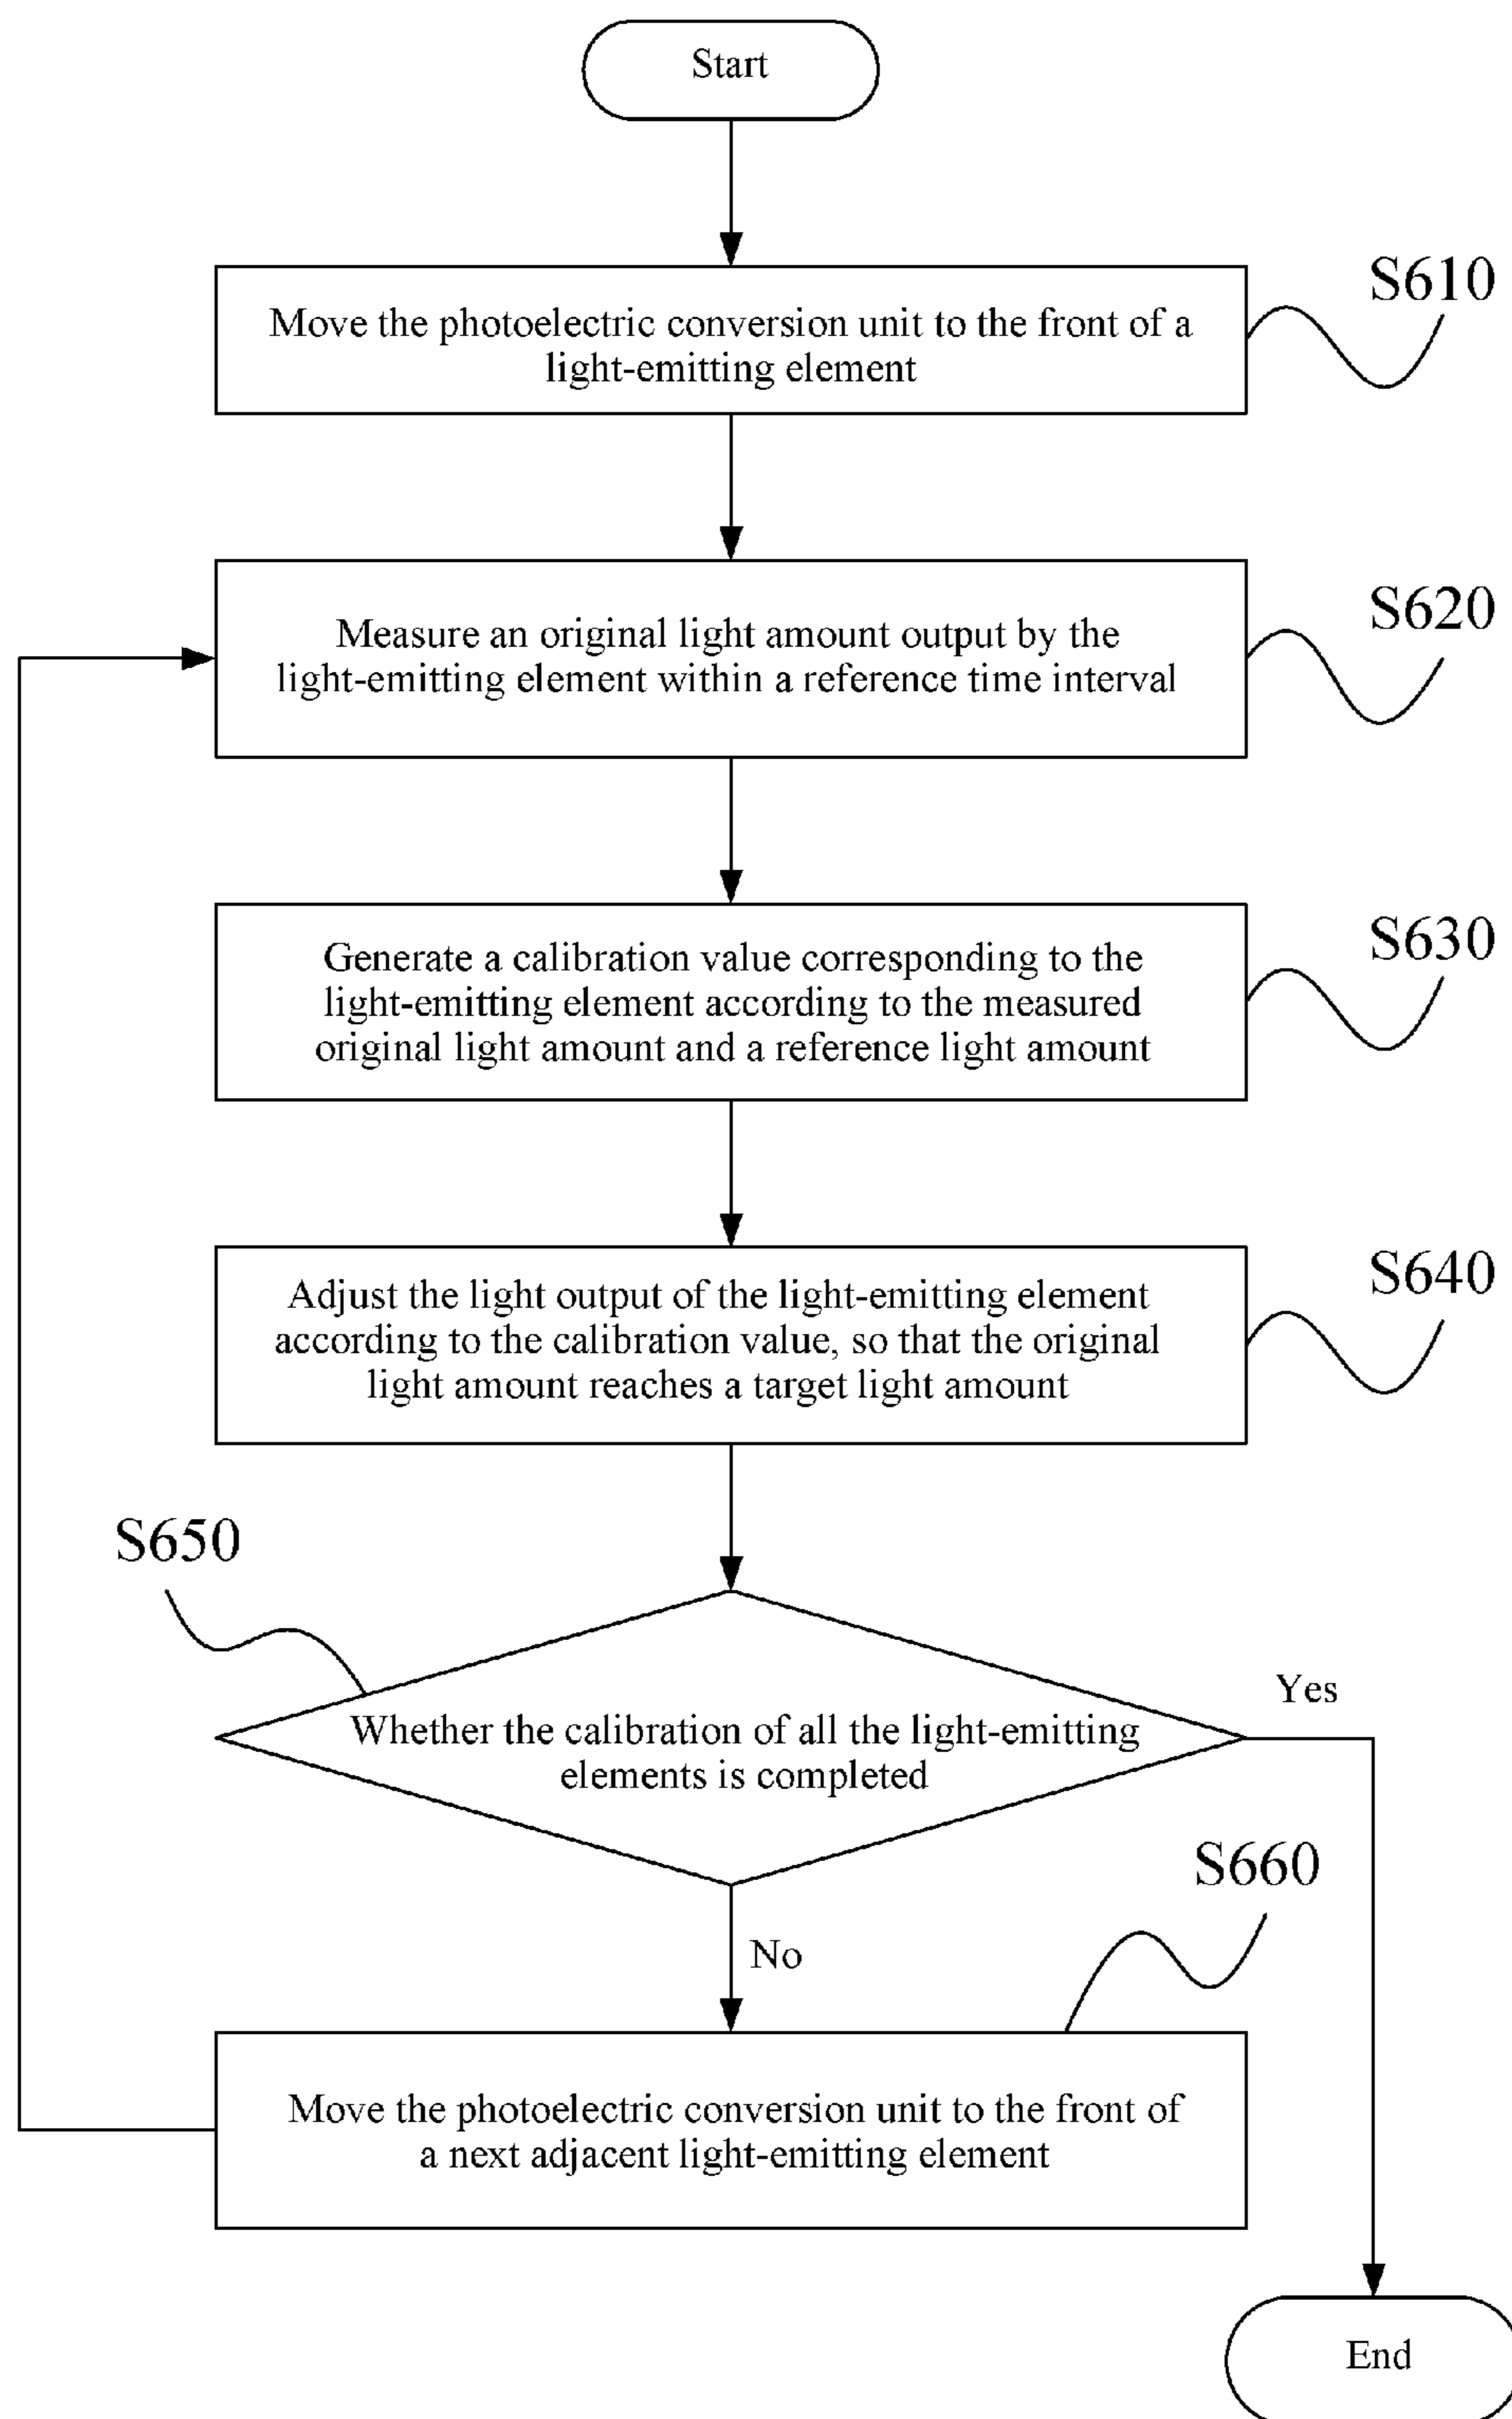 Start
S610
Move the photoelectric conversion unit to the front of a
light-emitting element
S620
Measure an original light amount output by the
light-emitting element within a reference time interval
S630
Generate a calibration value corresponding to the
light-emitting element according to the measured
original light amount and a reference light amount
S640
Adjust the light output of the light-emitting element
according to the calibration value, so that the original
light amount reaches a target light amount
S650
Yes
Whether the calibration of all the light-emitting
elements is completed
S660
No
Move the photoelectric conversion unit to the front of
a next adjacent light-emitting element
End